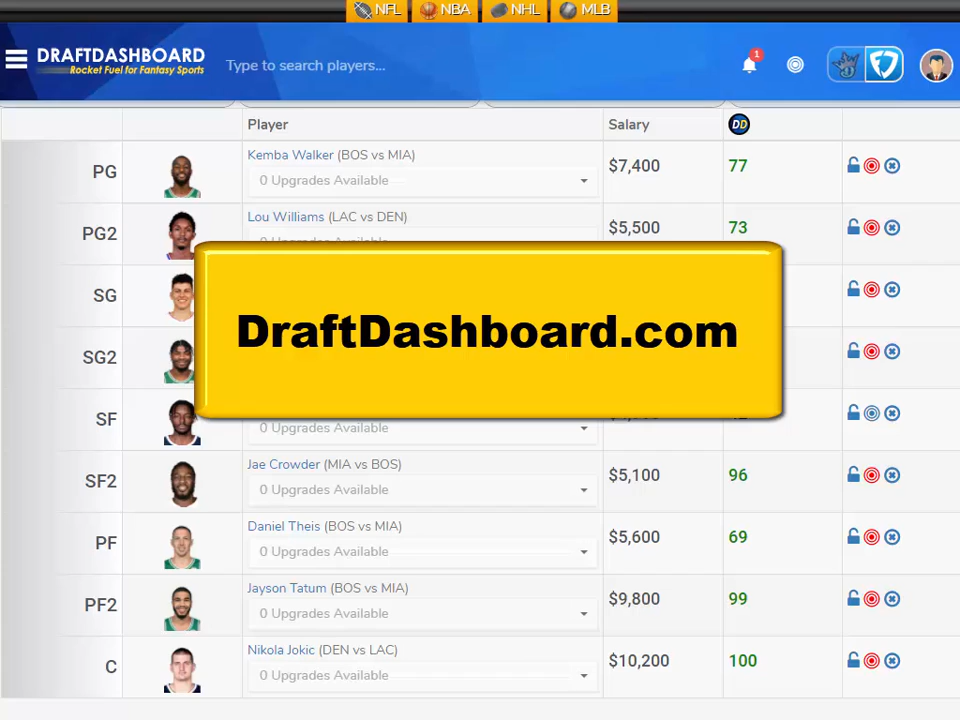 NFL NBA NHL MLB
DRAFTDASHBOARD
Rocket Fuel for Fantasy Sports
Type to search players...
1
Player Salary DD
PG Kemba Walker (BOS vs MIA) $7,400 77
0 Upgrades Available
PG2 Lou Williams (LAC vs DEN) $5,500 73
0 Upgrades Available
SG
DraftDashboard.com
SG2
SF
0 Upgrades Available
SF2 Jae Crowder (MIA vs BOS) $5,100 96
0 Upgrades Available
PF Daniel Theis (BOS vs MIA) $5,600 69
0 Upgrades Available
PF2 Jayson Tatum (BOS vs MIA) $9,800 99
0 Upgrades Available
C Nikola Jokic (DEN vs LAC) $10,200 100
0 Upgrades Available